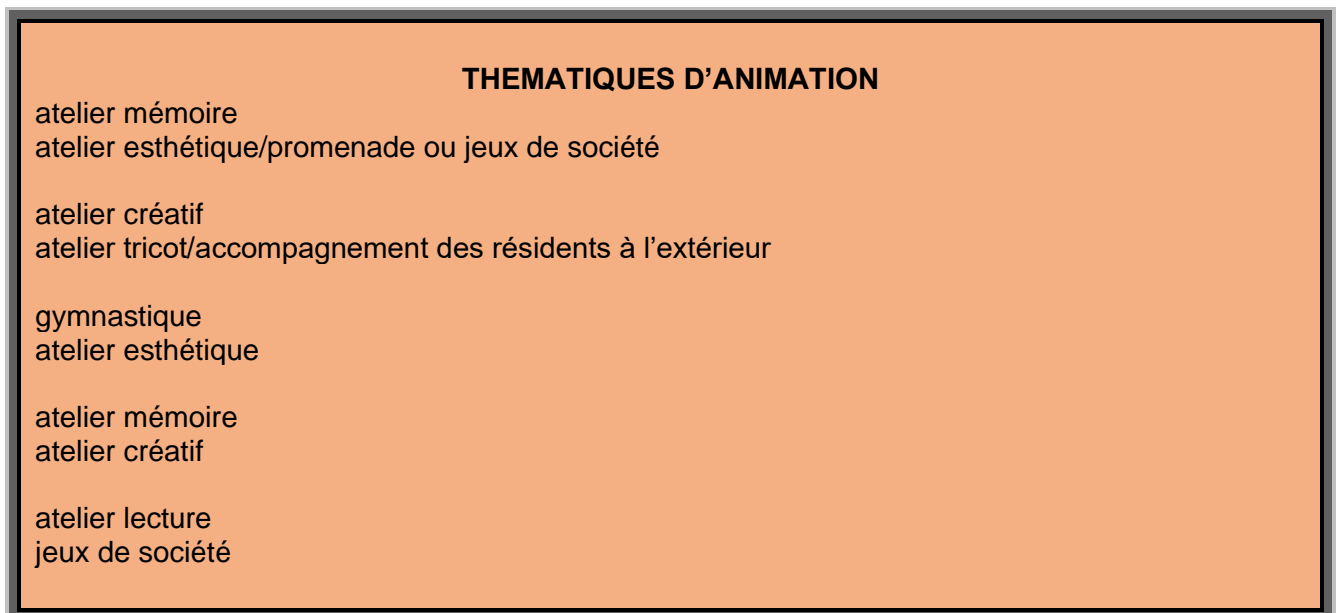 THEMATIQUES D’ANIMATION
atelier mémoire
atelier esthétique/promenade ou jeux de société
atelier créatif
atelier tricot/accompagnement des résidents à l’extérieur
gymnastique
atelier esthétique
atelier mémoire
atelier créatif
atelier lecture
jeux de société